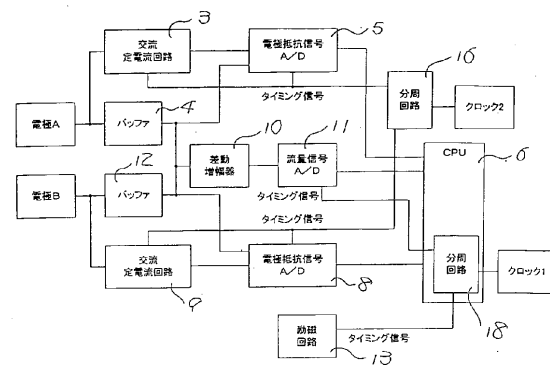 3
交流
定電流回路
5
電極抵抗信号
A/D
16
分周
回路
クロック2
タイミング信号
電極A
4
バッファ
10
差動
増幅器
11
流量信号
A/D
CPU
6
12
電極B
バッファ
タイミング信号
タイミング信号
交流
定電流回路
9
電極抵抗信号
A/D
8
分周
回路
18
クロック1
励磁
回路
13
タイミング信号